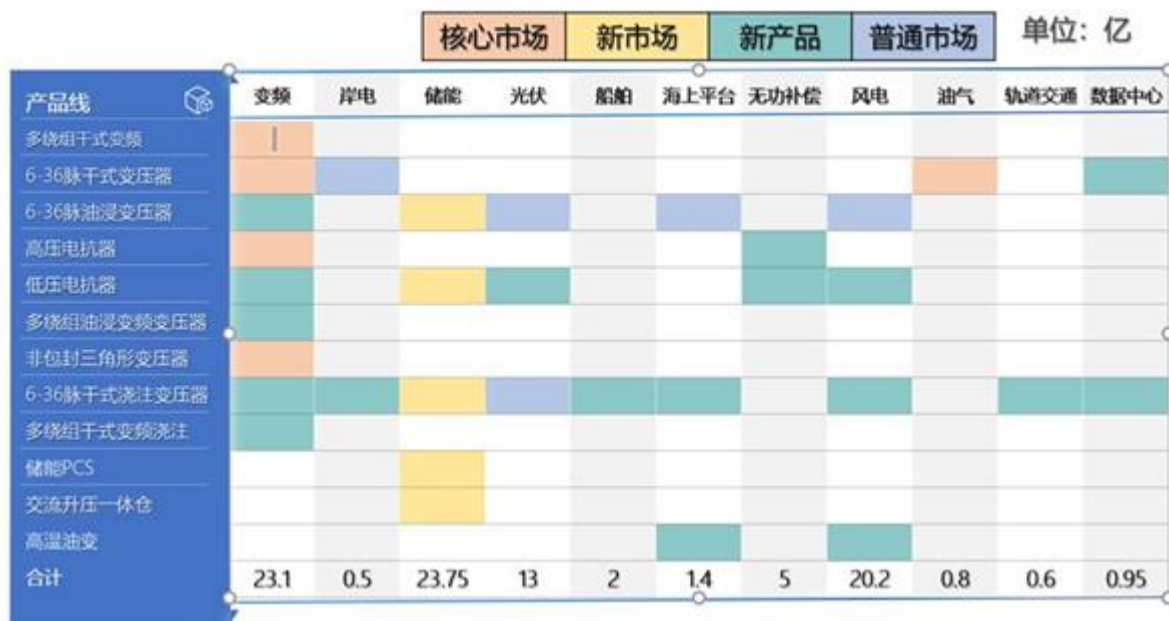 核心市场 新市场 新产品 普通市场 单位：亿
产品线 变频 岸电 储能 光伏 船舶 海上平台 无功补偿 风电 油气 轨道交通 数据中心
多绕组干式变频
6-36脉干式变压器
6-36脉油浸变压器
高压电抗器
低压电抗器
多绕组油浸变频变压器
非包封三角形变压器
6-36脉干式浇注变压器
多绕组干式变频浇注
储能PCS
交流升压一体仓
高温油变
合计 23.1 0.5 23.75 13 2 1.4 5 20.2 0.8 0.6 0.95